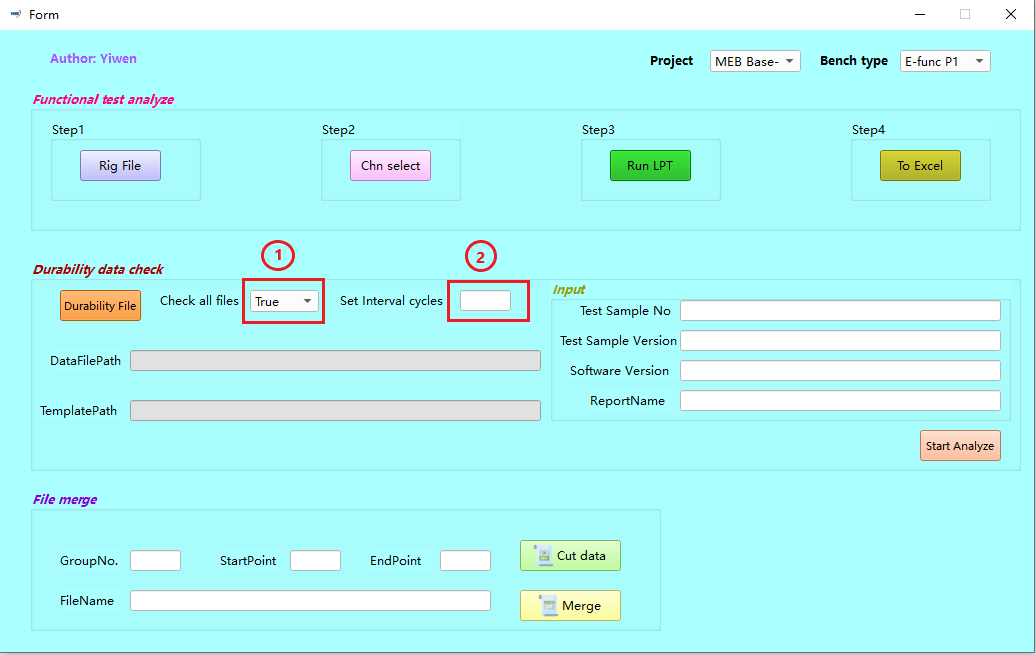 Form
Author: Yiwen
Project MEB Base- Bench type E-func P1
Functional test analyze
Step1 Step2 Step3 Step4
Rig File Chn select Run LPT To Excel
1 2
Durability data check
Durability File Check all files True Set Interval cycles
Input
Test Sample No
Test Sample Version
Software Version
ReportName
DataFilePath
TemplatePath
Start Analyze
File merge
GroupNo. StartPoint EndPoint Cut data
FileName Merge